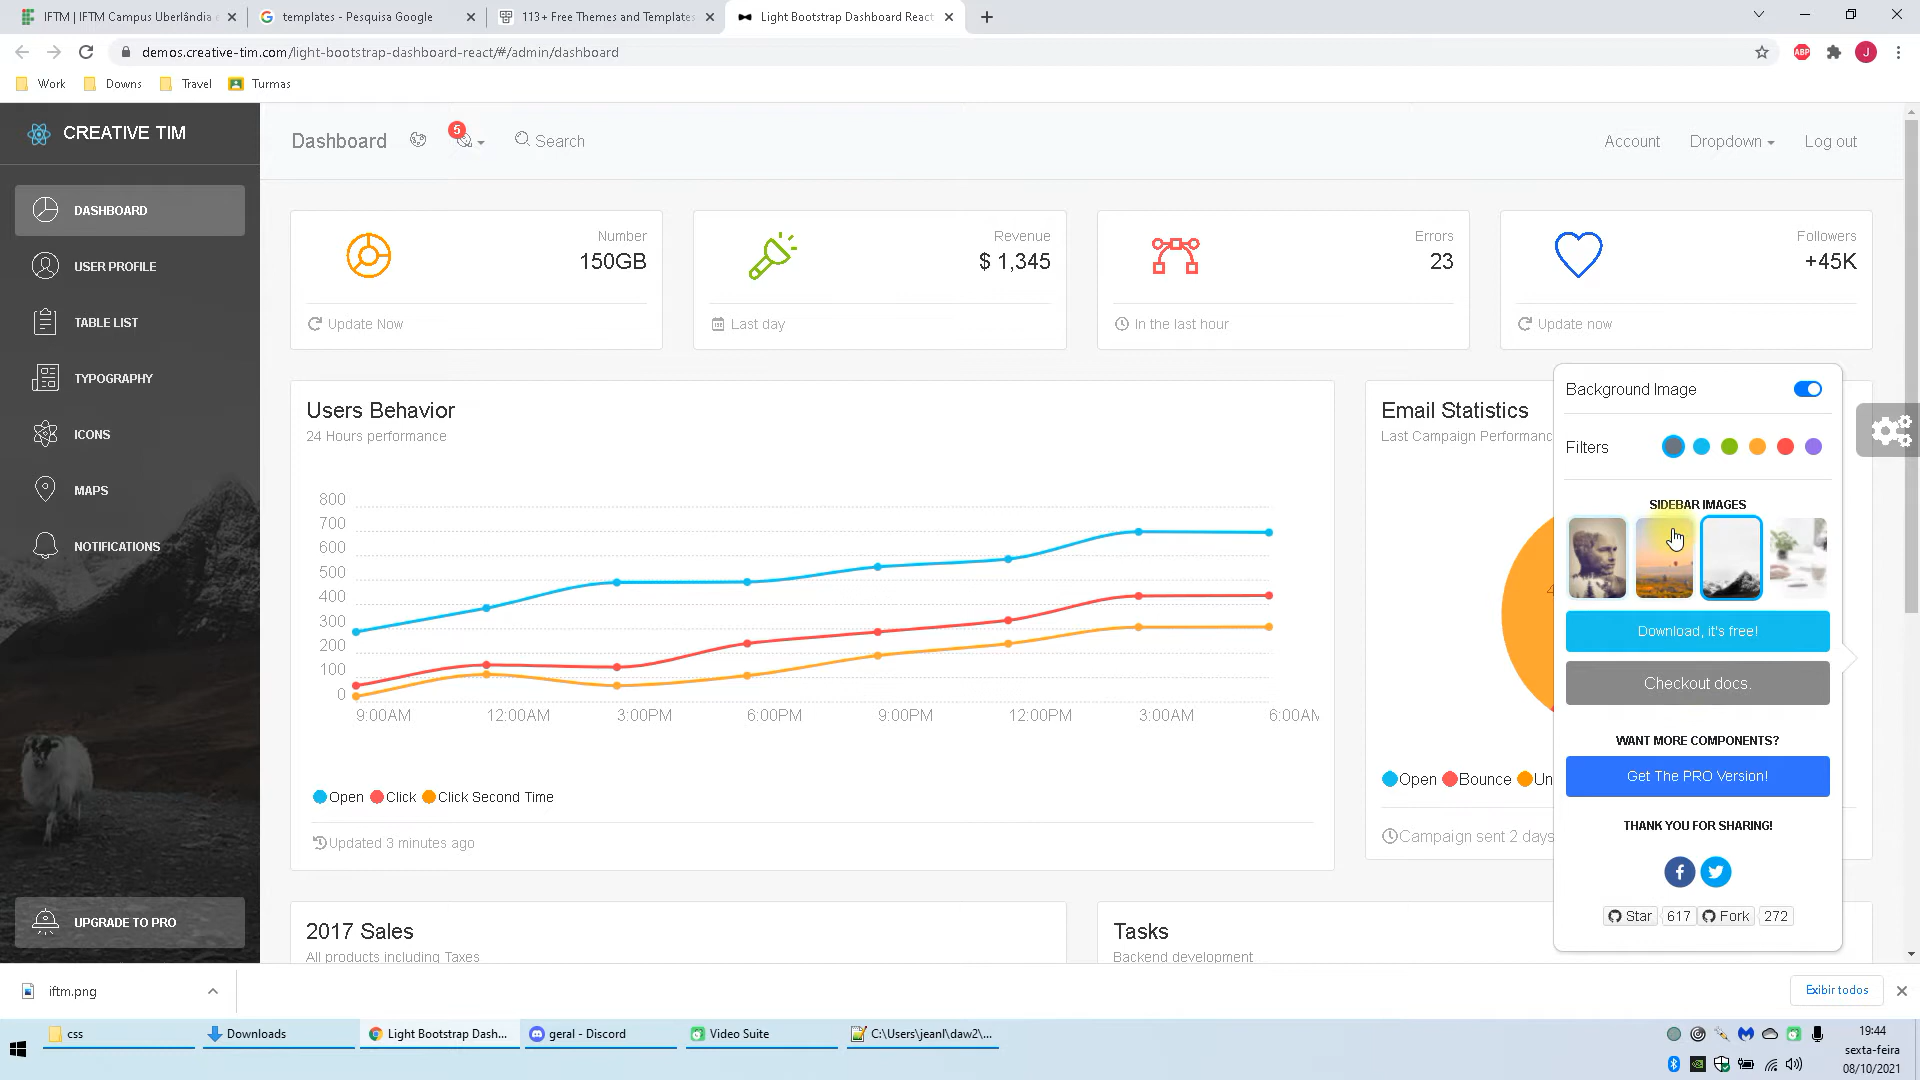 IFTM | IFTM Campus Uberlândia
templates - Pesquisa Google
113+ Free Themes and Templates
Light Bootstrap Dashboard React
demos.creative-tim.com/light-bootstrap-dashboard-react/#/admin/dashboard
ABP
J
Work
Downs
Travel
Turmas
CREATIVE TIM
DASHBOARD
USER PROFILE
TABLE LIST
TYPOGRAPHY
ICONS
MAPS
NOTIFICATIONS
UPGRADE TO PRO
Dashboard
5
Search
Account
Dropdown
Log out
Number
150GB
Update Now
Revenue
$ 1,345
Last day
Errors
23
In the last hour
Followers
+45K
Update now
Users Behavior
24 Hours performance
800
700
600
500
400
300
200
100
0
9:00AM
12:00AM
3:00PM
6:00PM
9:00PM
12:00PM
3:00AM
6:00AM
Open Click Click Second Time
Updated 3 minutes ago
Email Statistics
Last Campaign Performanc
4
Open Bounce Un
Campaign sent 2 days
Background Image
Filters
SIDEBAR IMAGES
Download, it's free!
Checkout docs.
WANT MORE COMPONENTS?
Get The PRO Version!
THANK YOU FOR SHARING!
Star 617 Fork 272
2017 Sales
All products including Taxes
Tasks
Backend development
iftm.png
Exibir todos
css
Downloads
Light Bootstrap Dash...
geral - Discord
Video Suite
C:\Users\jeanl\daw2\...
19:44
sexta-feira
08/10/2021